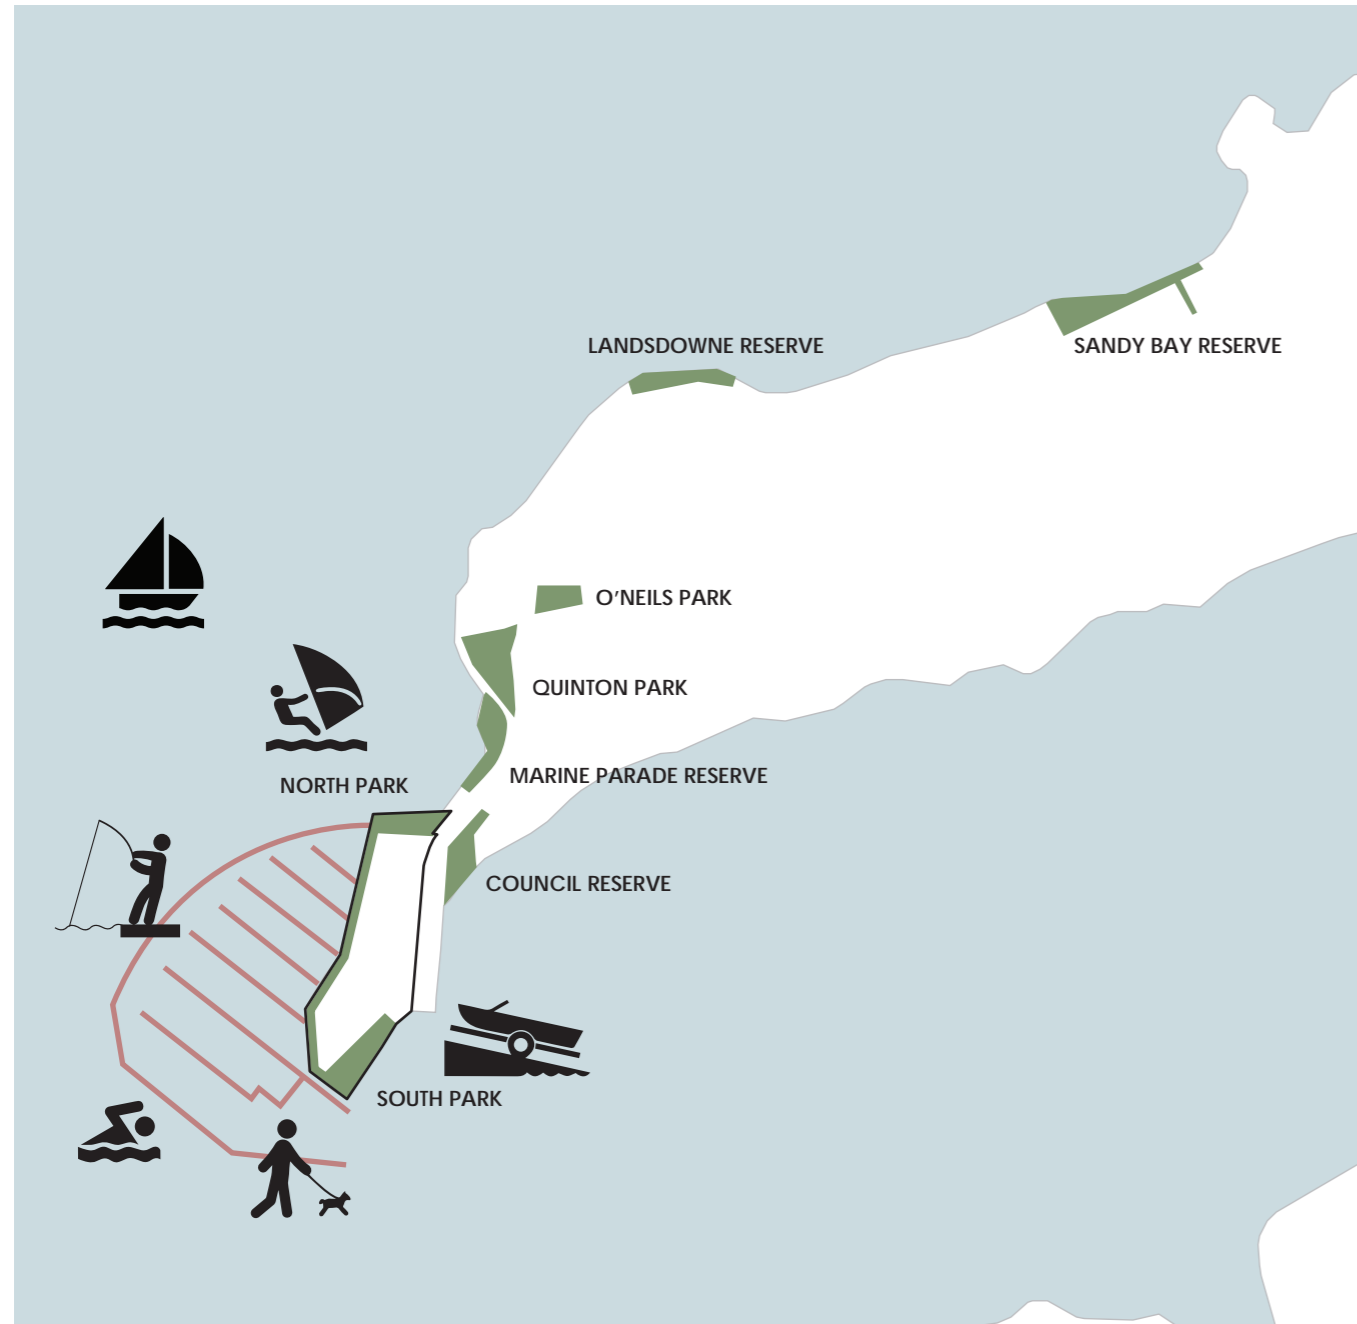 LANDSDOWNE RESERVE
SANDY BAY RESERVE
O'NEILS PARK
QUINTON PARK
MARINE PARADE RESERVE
NORTH PARK
COUNCIL RESERVE
SOUTH PARK